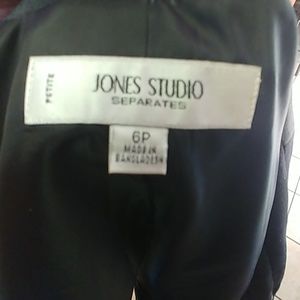 PETITE
JONES STUDIO
SEPARATES
6P
MADE IN
BANGLADESH